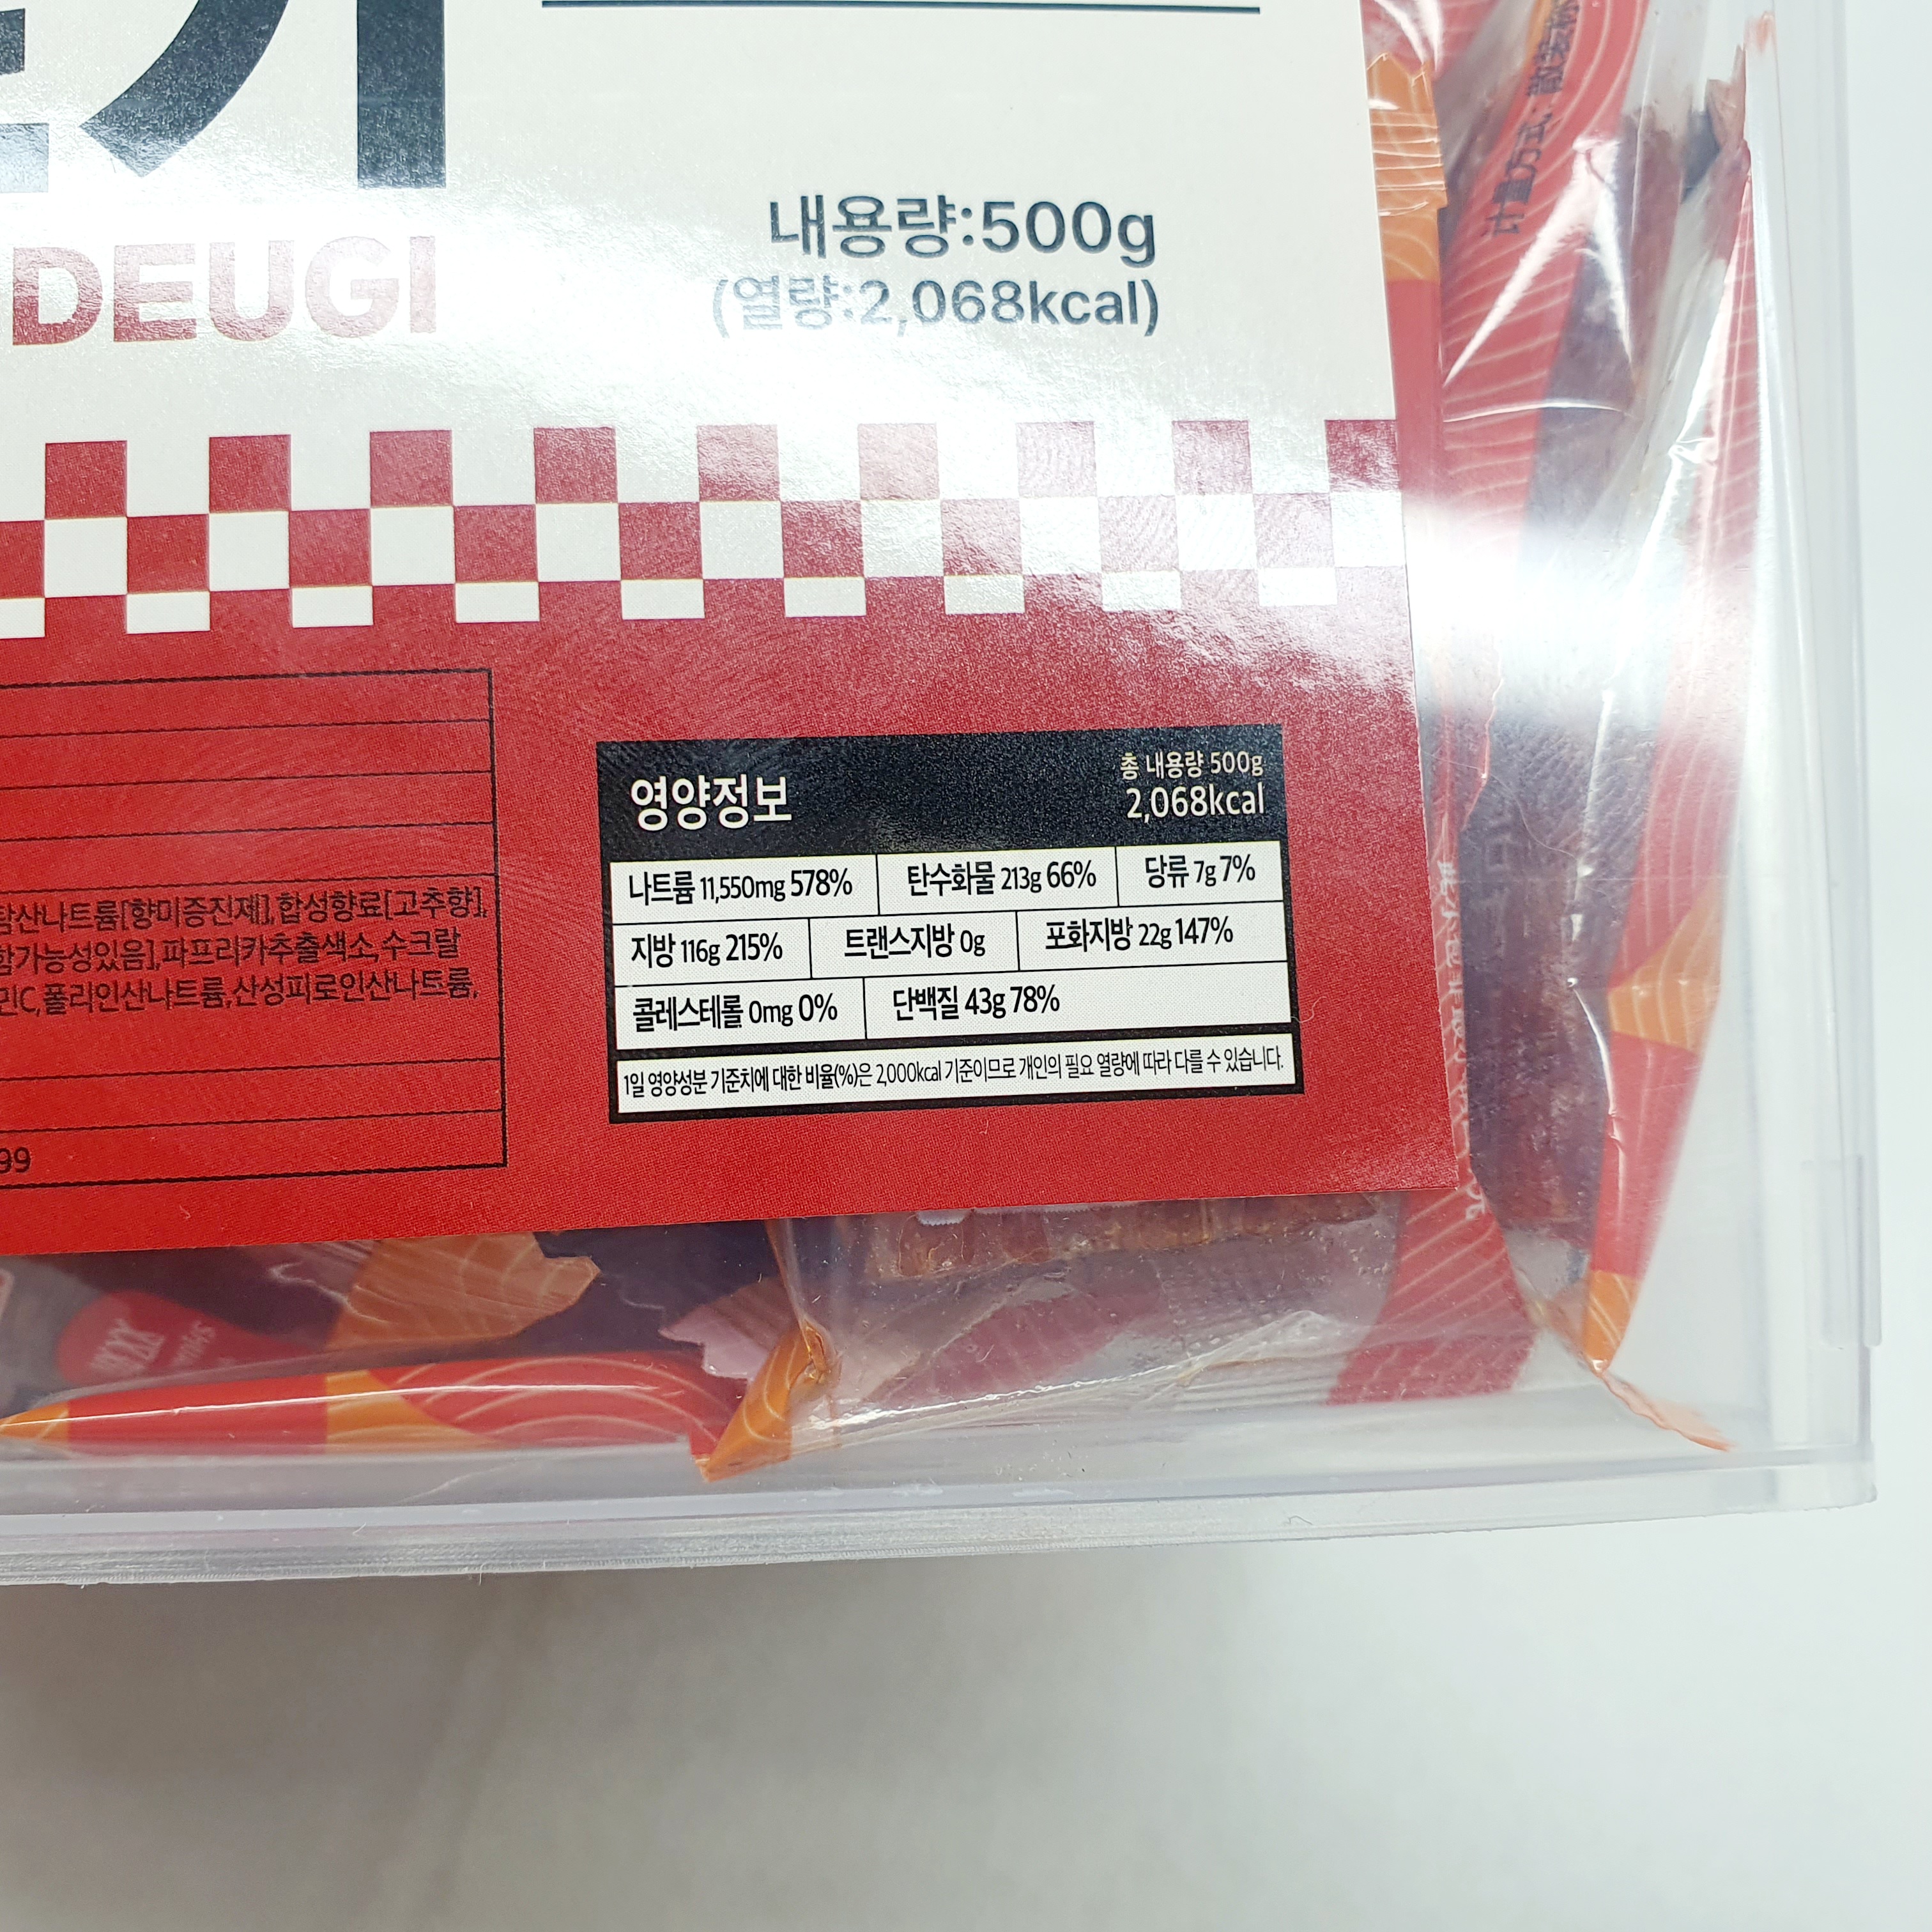 DEUGI
내용량:500g
(열량:2,068kcal)
计量方式:
영양정보
총 내용량 500g
2,068kcal
나트륨 11,550mg 578% 탄수화물 213g 66% 당류 7g 7%
지방 116g 215% 트랜스지방 0g 포화지방 22g 147%
콜레스테롤 0mg 0% 단백질 43g 78%
1일 영양성분 기준치에 대한 비율(%)은 2,000kcal 기준이므로 개인의 필요 열량에 따라 다를 수 있습니다.
탐산나트륨[향미증진제],합성향료[고추향],
함가능성있음],파프리카추출색소,수크랄
민C,폴리인산나트륨,산성피로인산나트륨,
99